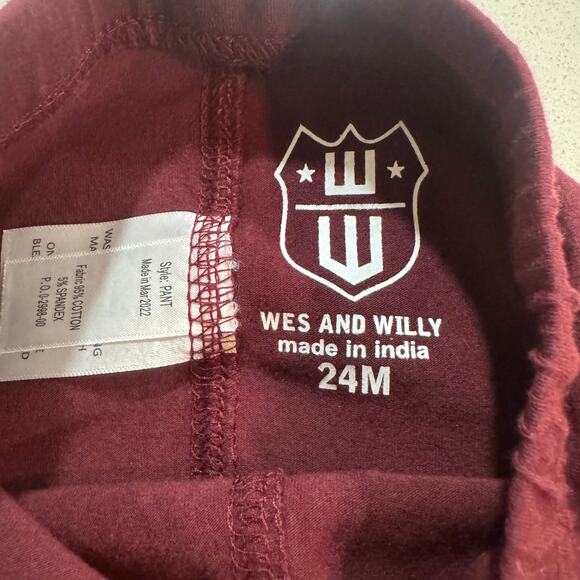 W
W
WES AND WILLY
made in india
24M
Style: PANT
Made in Mar 2022
Fabric 95% COTTON
5% SPANDEX
P.O.0-2998-00